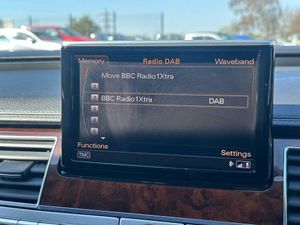 Memory Radio DAB Waveband
Move BBC Radio1Xtra
BBC Radio1Xtra DAB
Functions Settings
TMC